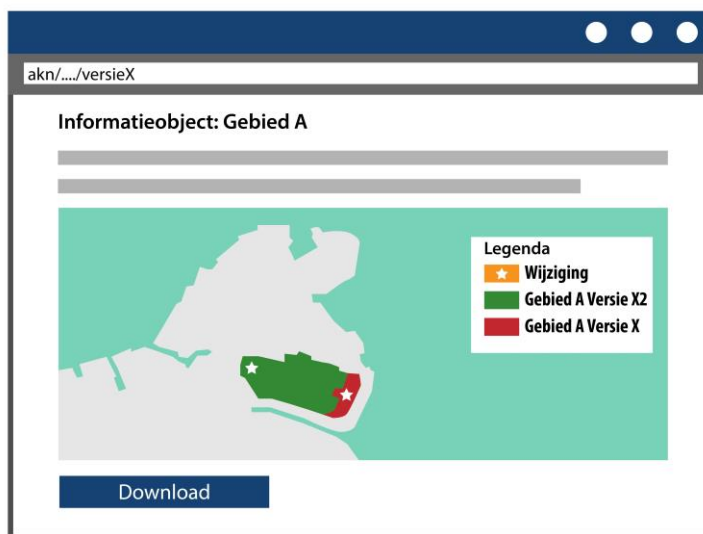 akn/..../versieX
Informatieobject: Gebied A
Legenda
Wijziging
Gebied A Versie X2
Gebied A Versie X
Download